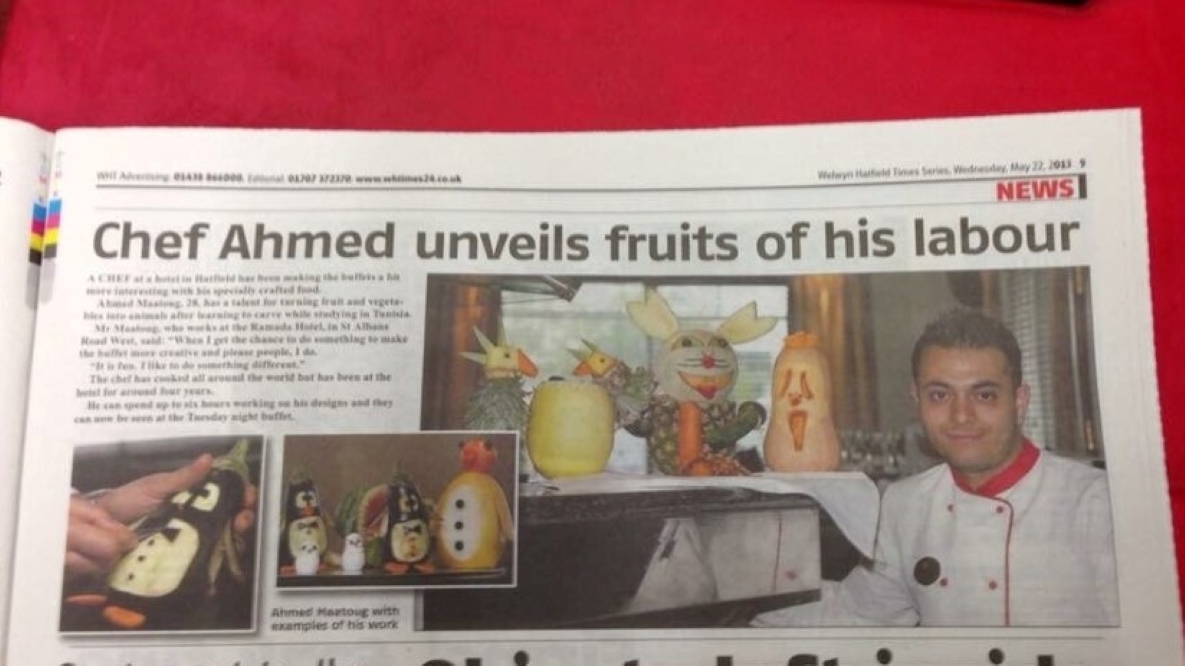 WHT Advertising: 01438 866000. Editorial: 01707 372370. www.whtimes24.co.uk
Welwyn Hatfield Times Series, Wednesday, May 22, 2013 9
NEWS
Chef Ahmed unveils fruits of his labour
A CHEF at a hotel in Hatfield has been making the buffets a bit
more interesting with his specially crafted food.
Ahmed Maatoug, 28, has a talent for turning fruit and vegeta-
bles into animals after learning to carve while studying in Tunisia.
Mr Maatoug, who works at the Ramada Hotel, in St Albans
Road West, said: "When I get the chance to do something to make
the buffet more creative and please people, I do.
"It is fun. I like to do something different."
The chef has cooked all around the world but has been at the
hotel for around four years.
He can spend up to six hours working on his designs and they
can now be seen at the Tuesday night buffet.
Ahmed Maatoug with
examples of his work